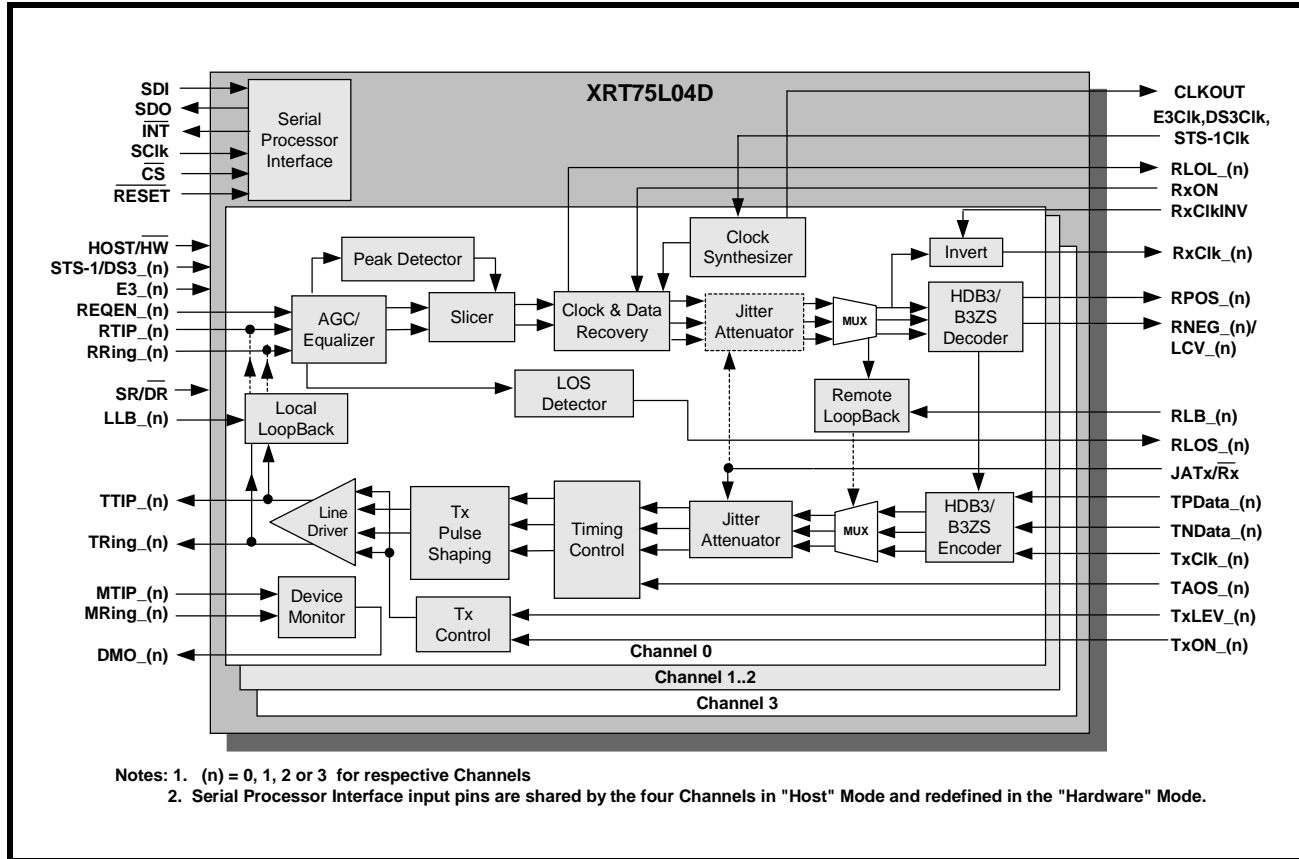 XRT75L04D
SDI
SDO
INT
SClk
CS
RESET
Serial
Processor
Interface
HOST/HW
STS-1/DS3_(n)
E3_(n)
REQEN_(n)
RTIP_(n)
RRing_(n)
SR/DR
LLB_(n)
TTIP_(n)
TRing_(n)
MTIP_(n)
MRing_(n)
DMO_(n)
Peak Detector
AGC/
Equalizer
Slicer
Clock & Data
Recovery
Clock
Synthesizer
Jitter
Attenuator
MUX
Invert
HDB3/
B3ZS
Decoder
LOS
Detector
Remote
LoopBack
Local
LoopBack
Line
Driver
Tx
Pulse
Shaping
Timing
Control
Jitter
Attenuator
MUX
HDB3/
B3ZS
Encoder
Device
Monitor
Tx
Control
Channel 0
Channel 1..2
Channel 3
CLKOUT
E3Clk,DS3Clk,
STS-1Clk
RLOL_(n)
RxON
RxClkINV
RxClk_(n)
RPOS_(n)
RNEG_(n)/
LCV_(n)
RLB_(n)
RLOS_(n)
JATx/Rx
TPData_(n)
TNData_(n)
TxClk_(n)
TAOS_(n)
TxLEV_(n)
TxON_(n)
Notes: 1. (n) = 0, 1, 2 or 3 for respective Channels
2. Serial Processor Interface input pins are shared by the four Channels in "Host" Mode and redefined in the "Hardware" Mode.